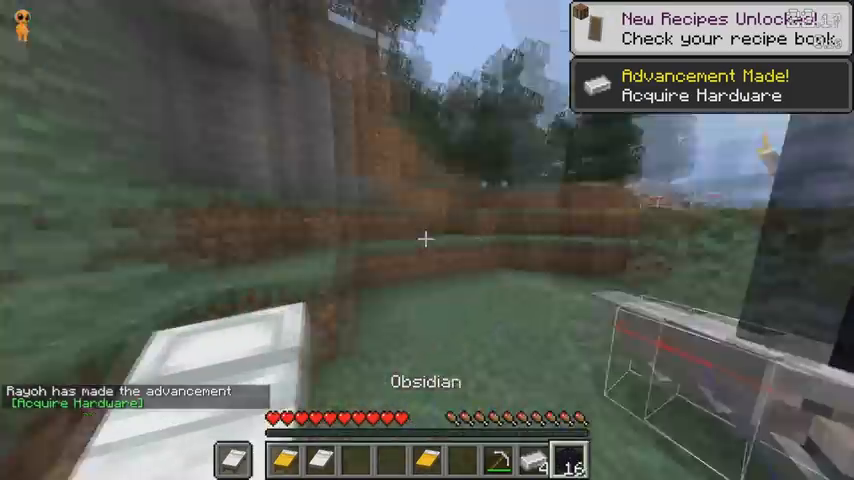 New Recipes Unlocked!
Check your recipe book
Advancement Made!
Acquire Hardware
Obsidian
Rayoh has made the advancement
[Acquire Hardware]
4
16